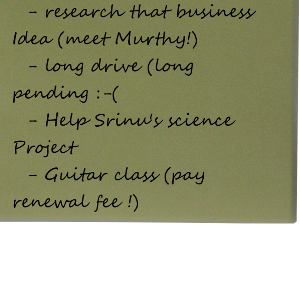 - research that business
Idea (meet Murthy!)
- long drive (long
pending :-(
- Help Srinu's science
Project
- Guitar class (pay
renewal fee !)